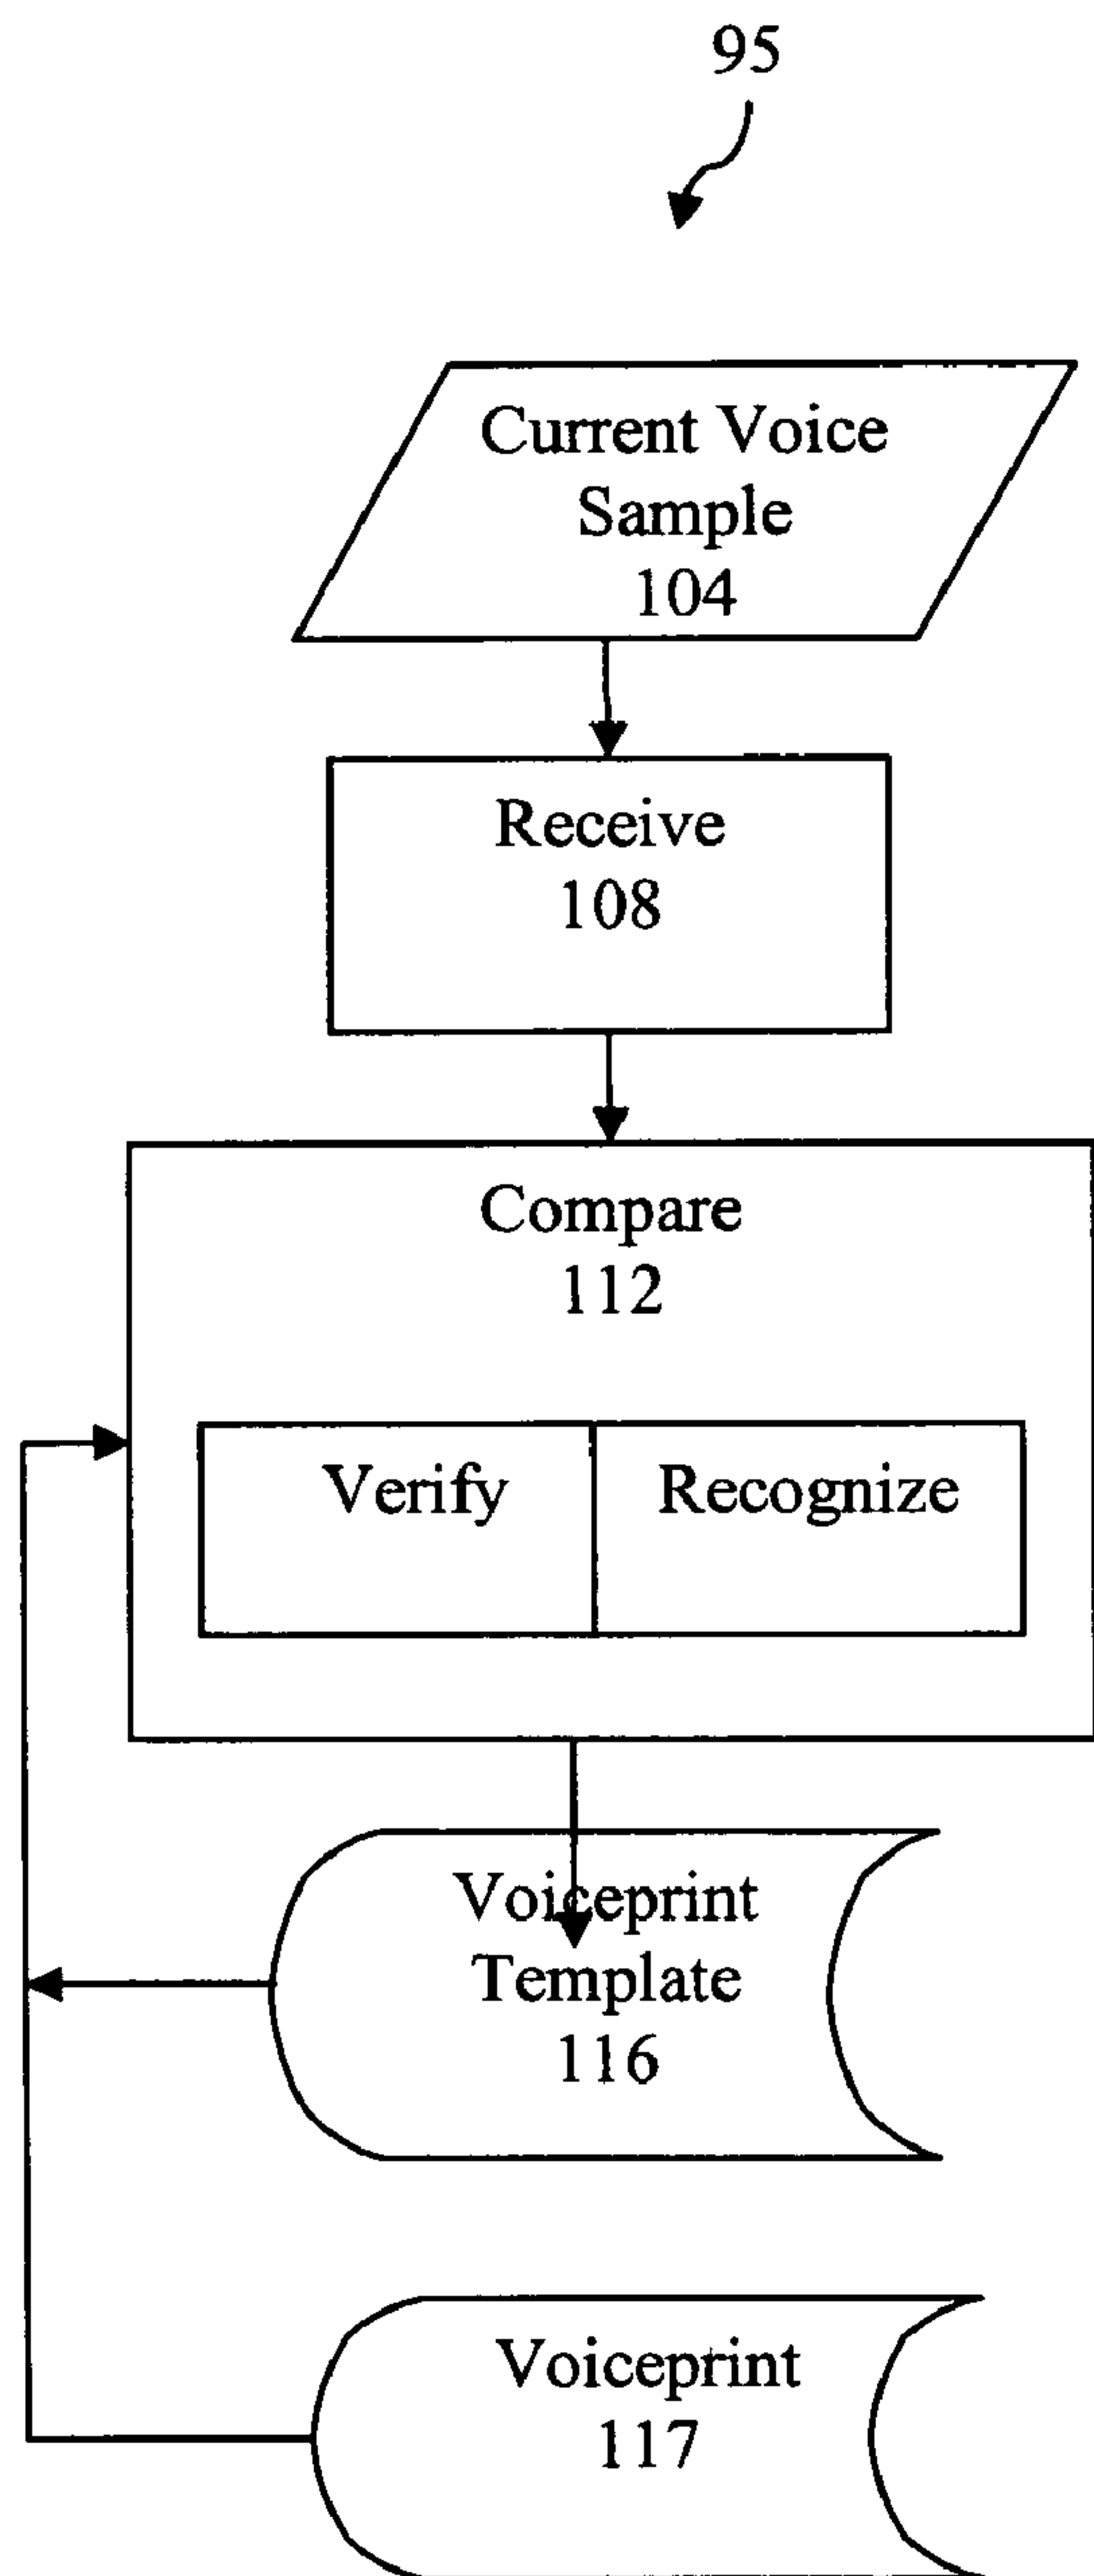 95
Current Voice
Sample
104
Receive
108
Compare
112
Verify
Recognize
Voiceprint
Template
116
Voiceprint
117